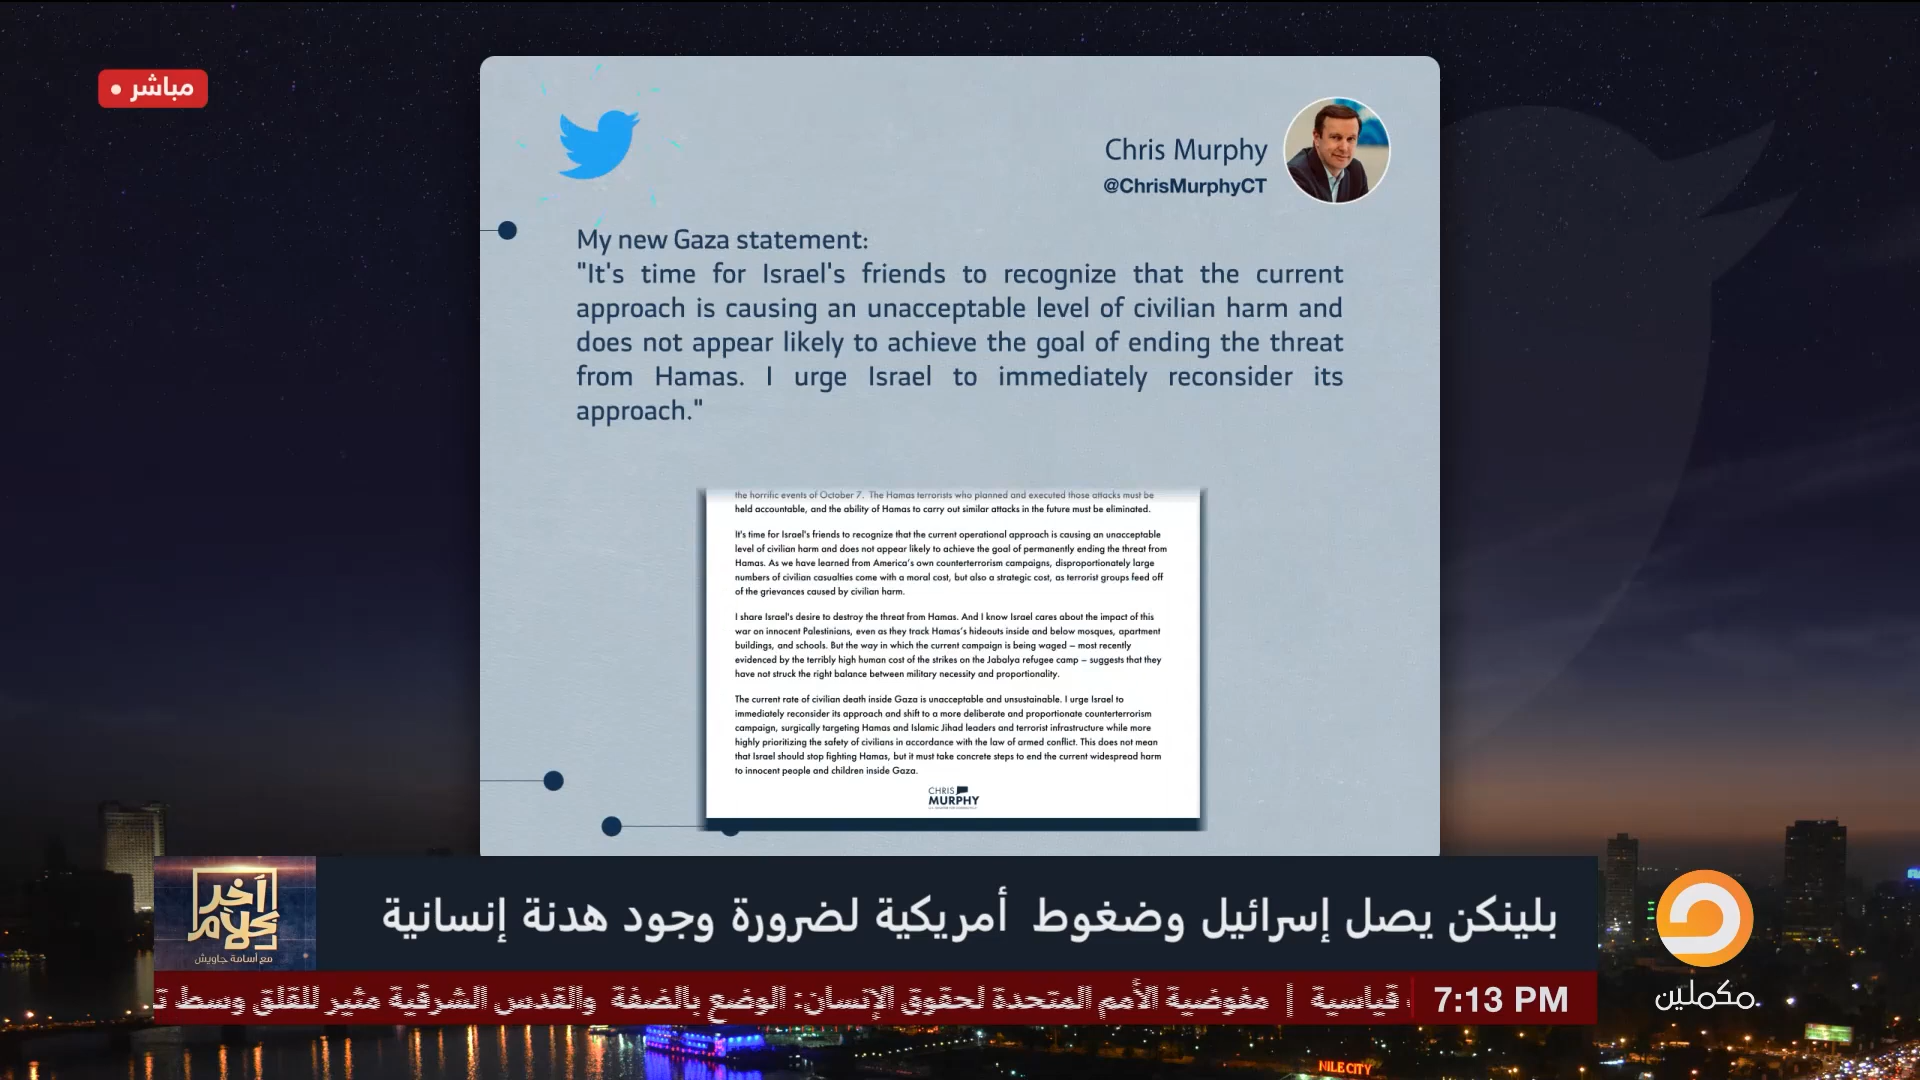 مباشر
Chris Murphy
@ChrisMurphyCT
My new Gaza statement:
"It's time for Israel's friends to recognize that the current
approach is causing an unacceptable level of civilian harm and
does not appear likely to achieve the goal of ending the threat
from Hamas. I urge Israel to immediately reconsider its
approach."
the horrific events of October 7. The Hamas terrorists who planned and executed those attacks must be
held accountable, and the ability of Hamas to carry out similar attacks in the future must be eliminated.
It's time for Israel's friends to recognize that the current operational approach is causing an unacceptable
level of civilian harm and does not appear likely to achieve the goal of permanently ending the threat from
Hamas. As we have learned from America's own counterterrorism campaigns, disproportionately large
numbers of civilian casualties come with a moral cost, but also a strategic cost, as terrorist groups feed off
of the grievances caused by civilian harm.
I share Israel's desire to destroy the threat from Hamas. And I know Israel cares about the impact of this
war on innocent Palestinians, even as they track Hamas's hideouts inside and below mosques, apartment
buildings, and schools. But the way in which the current campaign is being waged – most recently
evidenced by the terribly high human cost of the strikes on the Jabalya refugee camp – suggests that they
have not struck the right balance between military necessity and proportionality.
The current rate of civilian death inside Gaza is unacceptable and unsustainable. I urge Israel to
immediately reconsider its approach and shift to a more deliberate and proportionate counterterrorism
campaign, surgically targeting Hamas and Islamic Jihad leaders and terrorist infrastructure while more
highly prioritizing the safety of civilians in accordance with the law of armed conflict. This does not mean
that Israel should stop fighting Hamas, but it must take concrete steps to end the current widespread harm
to innocent people and children inside Gaza.
CHRIS
MURPHY
آخر
كلام
مع أسامة جاويش
بلينكن يصل إسرائيل وضغوط أمريكية لضرورة وجود هدنة إنسانية
قياسية | مفوضية الأمم المتحدة لحقوق الإنسان: الوضع بالضفة والقدس الشرقية مثير للقلق وسط
7:13 PM
مكملين
NILE CITY